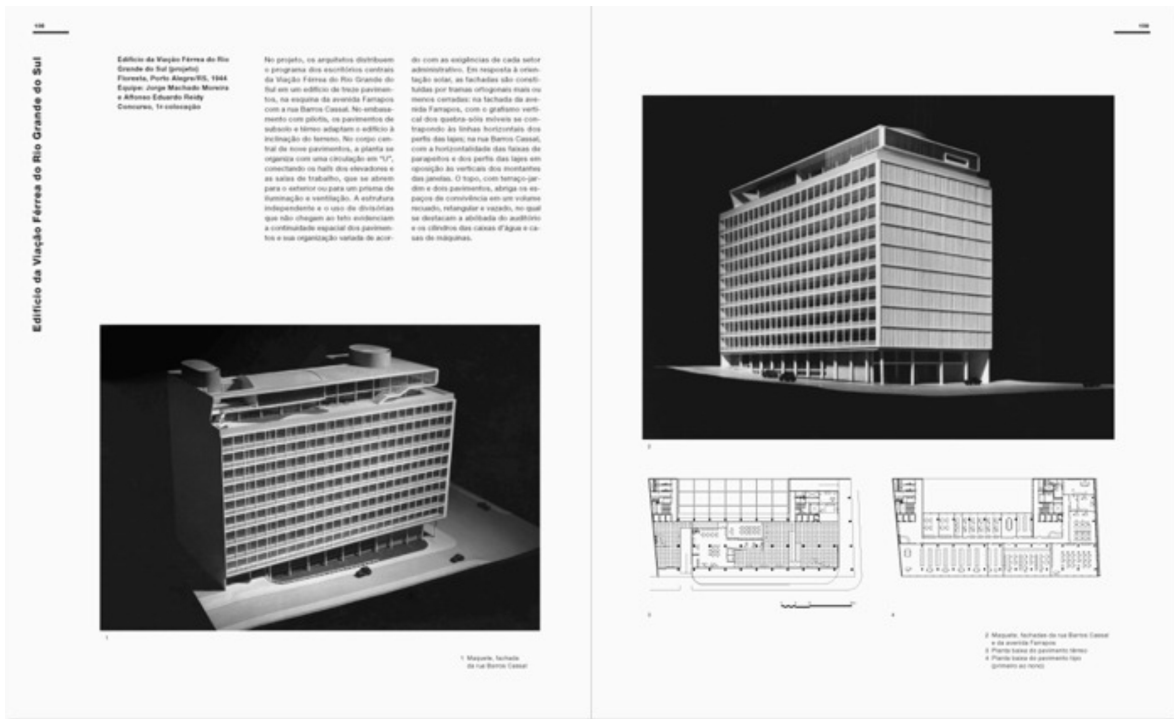 108
Edifício da Viação Férrea do Rio Grande do Sul
Edifício da Viação Férrea do Rio
Grande do Sul (projeto)
Floresta, Porto Alegre/RS, 1944
Equipe: Jorge Machado Moreira
e Affonso Eduardo Reidy
Concurso, 1ª colocação
No projeto, os arquitetos distribuem
o programa dos escritórios centrais
da Viação Férrea do Rio Grande do
Sul em um edifício de treze pavimen-
tos, na esquina da avenida Farrapos
com a rua Barros Cassal. No embasa-
mento com pilotis, os pavimentos de
subsolo e térreo adaptam o edifício à
inclinação do terreno. No corpo cen-
tral de nove pavimentos, a planta se
organiza com uma circulação em "U",
conectando os halls dos elevadores e
as salas de trabalho, que se abrem
para o exterior ou para um prisma de
iluminação e ventilação. A estrutura
independente e o uso de divisórias
que não chegam ao teto evidenciam
a continuidade espacial dos pavimen-
tos e sua organização variada de acor-
do com as exigências de cada setor
administrativo. Em resposta à orien-
tação solar, as fachadas são consti-
tuídas por tramas ortogonais mais ou
menos cerradas: na fachada da ave-
nida Farrapos, com o grafismo verti-
cal dos quebra-sóis móveis se con-
trapondo às linhas horizontais dos
perfis das lajes; na rua Barros Cassal,
com a horizontalidade das faixas de
parapeitos e dos perfis das lajes em
oposição às verticais dos montantes
das janelas. O topo, com terraço-jar-
dim e dois pavimentos, abriga os es-
paços de convivência em um volume
recuado, retangular e vazado, no qual
se destacam a abóbada do auditório
e os cilindros das caixas d'água e ca-
sas de máquinas.
1
1 Maquete, fachada
da rua Barros Cassal
109
2
3
4
2 Maquete, fachadas da rua Barros Cassal
e da avenida Farrapos
3 Planta baixa do pavimento térreo
4 Planta baixa do pavimento tipo
(primeiro ao nono)